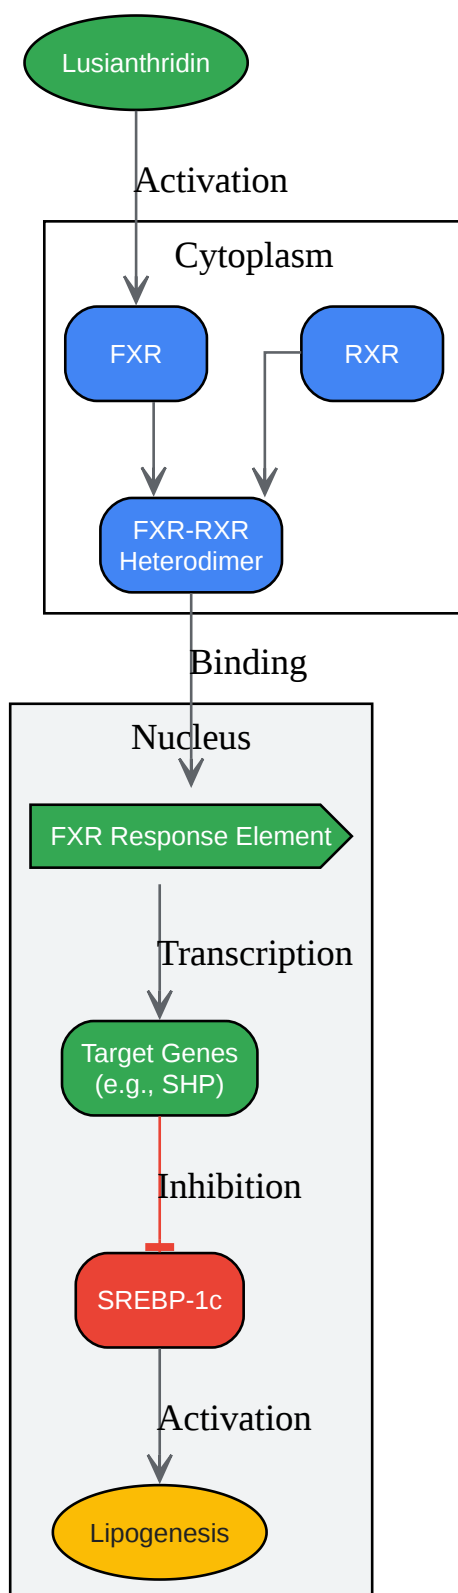 Lusianthridin
Activation
Cytoplasm
FXR
RXR
FXR-RXR
Heterodimer
Binding
Nucleus
FXR Response Element
Transcription
Target Genes
(e.g., SHP)
Inhibition
SREBP-1c
Activation
Lipogenesis